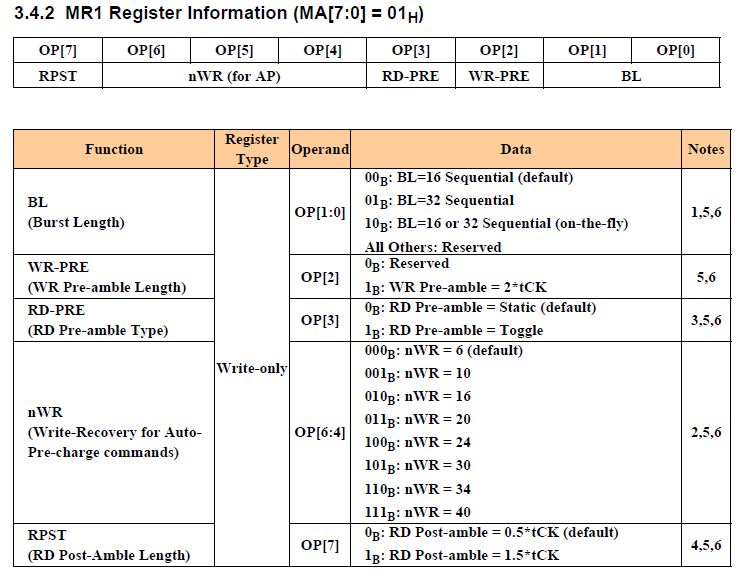 3.4.2 MR1 Register Information (MA[7:0] = 01H)
OP[7] OP[6] OP[5] OP[4] OP[3] OP[2] OP[1] OP[0]
RPST nWR (for AP) RD-PRE WR-PRE BL
Function Register Type Operand Data Notes
BL
(Burst Length)
Write-only
OP[1:0]
00B: BL=16 Sequential (default)
01B: BL=32 Sequential
10B: BL=16 or 32 Sequential (on-the-fly)
All Others: Reserved
1,5,6
WR-PRE
(WR Pre-amble Length)
OP[2]
0B: Reserved
1B: WR Pre-amble = 2*tCK
5,6
RD-PRE
(RD Pre-amble Type)
OP[3]
0B: RD Pre-amble = Static (default)
1B: RD Pre-amble = Toggle
3,5,6
nWR
(Write-Recovery for Auto-
Pre-charge commands)
OP[6:4]
000B: nWR = 6 (default)
001B: nWR = 10
010B: nWR = 16
011B: nWR = 20
100B: nWR = 24
101B: nWR = 30
110B: nWR = 34
111B: nWR = 40
2,5,6
RPST
(RD Post-Amble Length)
OP[7]
0B: RD Post-amble = 0.5*tCK (default)
1B: RD Post-amble = 1.5*tCK
4,5,6